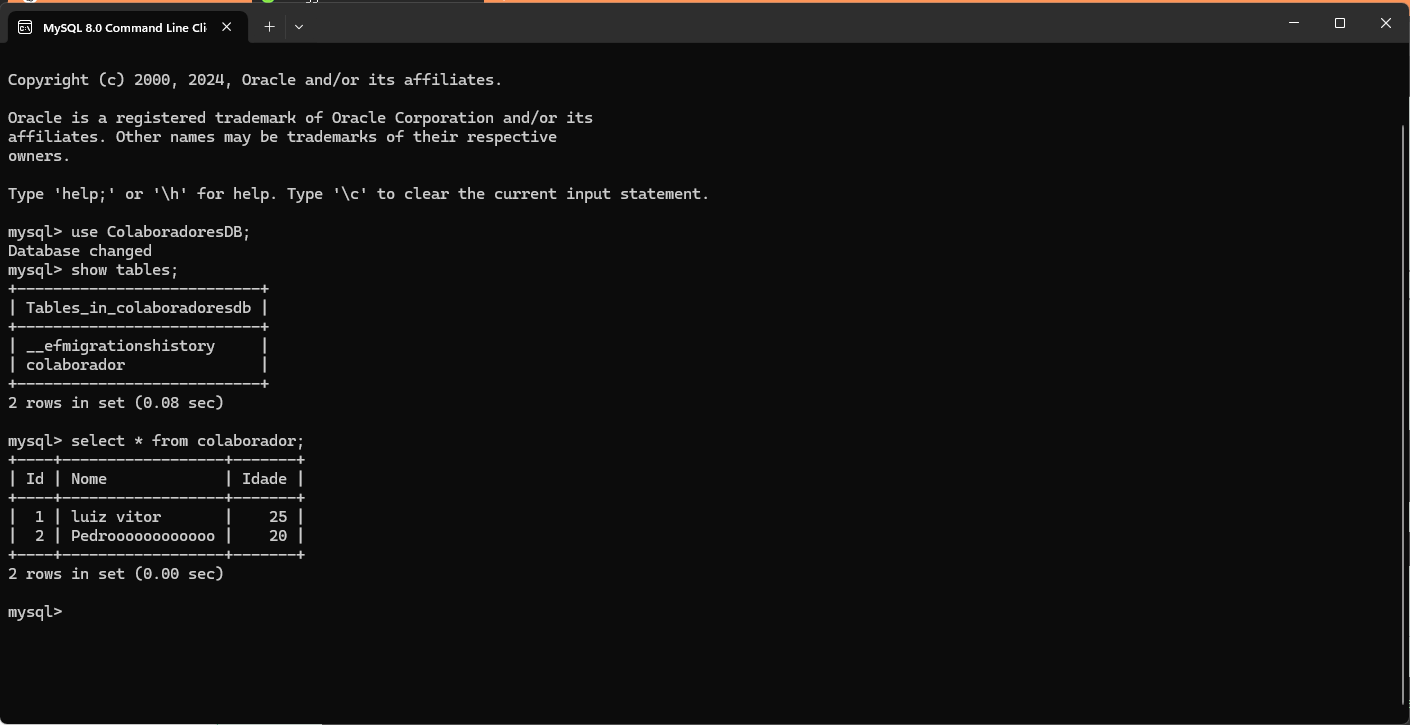 MySQL 8.0 Command Line Cli
Copyright (c) 2000, 2024, Oracle and/or its affiliates.
Oracle is a registered trademark of Oracle Corporation and/or its
affiliates. Other names may be trademarks of their respective
owners.
Type 'help;' or '\h' for help. Type '\c' to clear the current input statement.
mysql> use ColaboradoresDB;
Database changed
mysql> show tables;
+---------------------------+
| Tables_in_colaboradoresdb |
+---------------------------+
| __efmigrationshistory     |
| colaborador               |
+---------------------------+
2 rows in set (0.08 sec)
mysql> select * from colaborador;
+----+------------------+-------+
| Id | Nome             | Idade |
+----+------------------+-------+
|  1 | luiz vitor       |    25 |
|  2 | Pedroooooooooooo |    20 |
+----+------------------+-------+
2 rows in set (0.00 sec)
mysql>